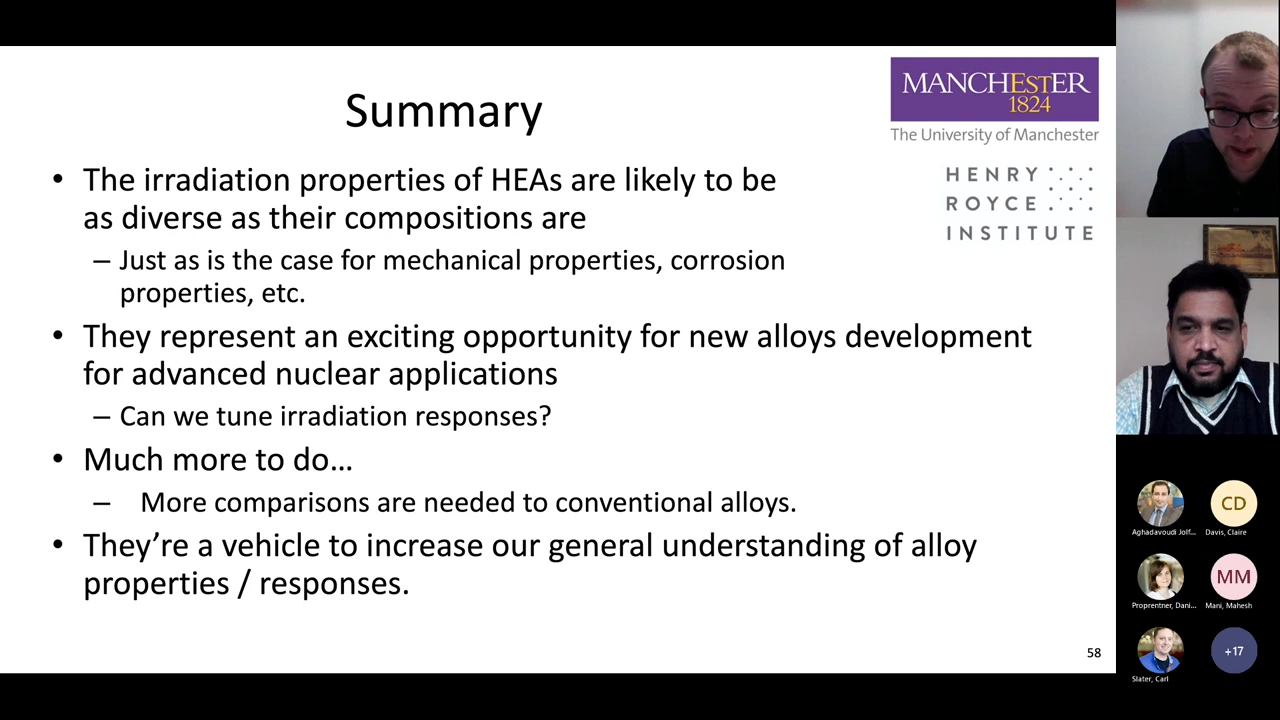 Summary
MANCHESTER
1824
The University of Manchester
HENRY
ROYCE
INSTITUTE
• The irradiation properties of HEAs are likely to be
as diverse as their compositions are
– Just as is the case for mechanical properties, corrosion
properties, etc.
• They represent an exciting opportunity for new alloys development
for advanced nuclear applications
– Can we tune irradiation responses?
• Much more to do…
– More comparisons are needed to conventional alloys.
• They’re a vehicle to increase our general understanding of alloy
properties / responses.
58
CD
Aghadavoudi Jolf...
Davis, Claire
MM
Proprentner, Dani...
Mani, Mahesh
+17
Slater, Carl